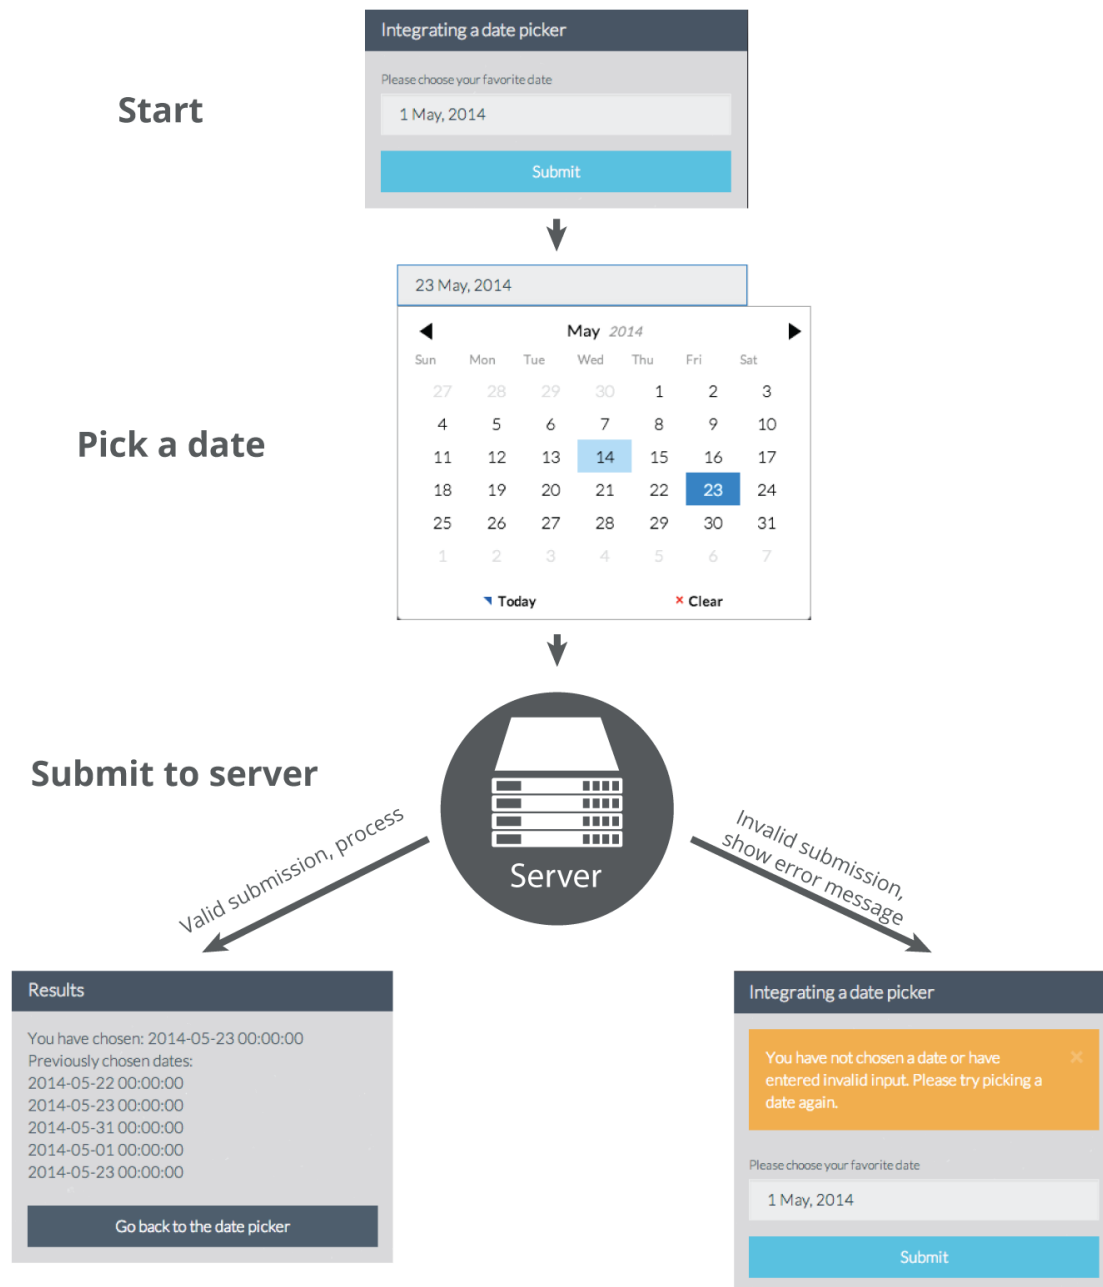 Integrating a date picker
Please choose your favorite date
Start
1 May, 2014
Submit
23 May, 2014
May 2014
Sun Mon Tue Wed Thu Fri Sat
27 28 29 30 1 2 3
4 5 6 7 8 9 10
Pick a date
11 12 13 14 15 16 17
18 19 20 21 22 23 24
25 26 27 28 29 30 31
1 2 3 4 5 6 7
Today × Clear
Submit to server
Server
Valid submission, process
Invalid submission,
show error message
Results
You have chosen: 2014-05-23 00:00:00
Previously chosen dates:
2014-05-22 00:00:00
2014-05-23 00:00:00
2014-05-31 00:00:00
2014-05-01 00:00:00
2014-05-23 00:00:00
Go back to the date picker
Integrating a date picker
You have not chosen a date or have ×
entered invalid input. Please try picking a
date again.
Please choose your favorite date
1 May, 2014
Submit